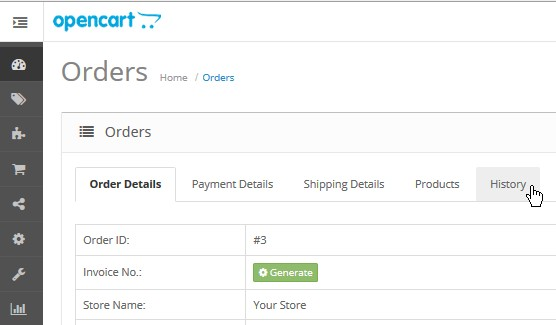 opencart
Orders Home / Orders
Orders
Order Details Payment Details Shipping Details Products History
Order ID: #3
Invoice No.: Generate
Store Name: Your Store